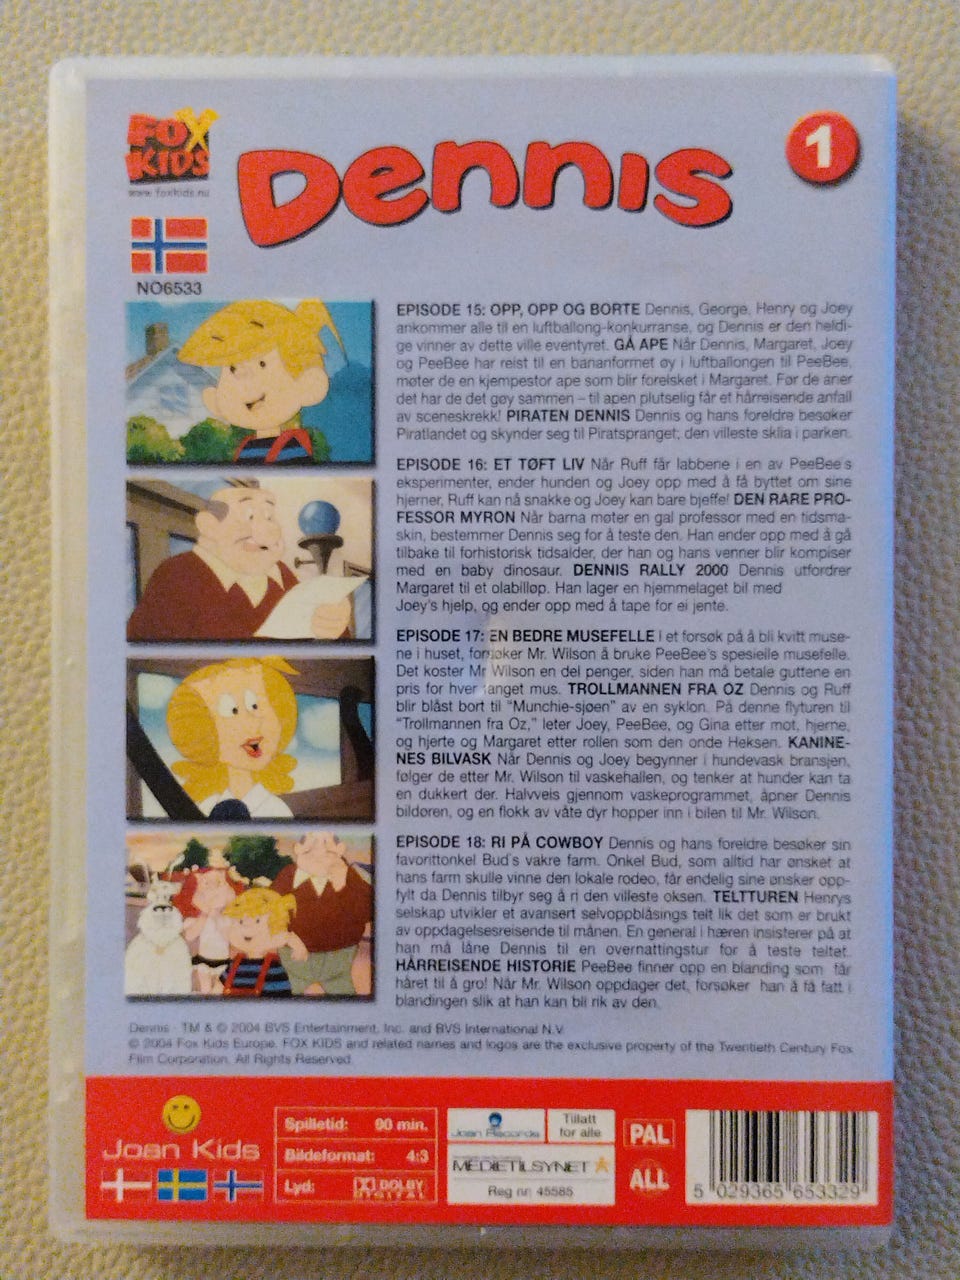 FOX
KIDS
www.foxkids.nu
Dennis
1
NO6533
EPISODE 15: OPP, OPP OG BORTE Dennis, George, Henry og Joey
ankommer alle til en luftballong-konkurranse, og Dennis er den heldi-
ge vinner av dette ville eventyret. GÅ APE Når Dennis, Margaret, Joey
og PeeBee har reist til en bananformet øy i luftballongen til PeeBee,
møter de en kjempestor ape som blir forelsket i Margaret. Før de aner
det har de det gøy sammen – til apen plutselig får et hårreisende anfall
av sceneskrekk! PIRATEN DENNIS Dennis og hans foreldre besøker
Piratlandet og skynder seg til Piratspranget, den villeste sklia i parken.
EPISODE 16: ET TØFT LIV Når Ruff får labbene i en av PeeBee's
eksperimenter, ender hunden og Joey opp med å få byttet om sine
hjerner, Ruff kan nå snakke og Joey kan bare bjeffe! DEN RARE PRO-
FESSOR MYRON Når barna møter en gal professor med en tidsma-
skin, bestemmer Dennis seg for å teste den. Han ender opp med å gå
tilbake til forhistorisk tidsalder, der han og hans venner blir kompiser
med en baby dinosaur. DENNIS RALLY 2000 Dennis utfordrer
Margaret til et olabilløp. Han lager en hjemmelaget bil med
Joey's hjelp, og ender opp med å tape for ei jente.
EPISODE 17: EN BEDRE MUSEFELLE I et forsøk på å bli kvitt muse-
ne i huset, forsøker Mr. Wilson å bruke PeeBee's spesielle musefelle.
Det koster Mr Wilson en del penger, siden han må betale guttene en
pris for hver fanget mus. TROLLMANNEN FRA OZ Dennis og Ruff
blir blåst bort til "Munchie-sjøen" av en syklon. På denne flyturen til
"Trollmannen fra Oz," leter Joey, PeeBee, og Gina etter mot, hjerne,
og hjerte og Margaret etter rollen som den onde Heksen. KANINE-
NES BILVASK Når Dennis og Joey begynner i hundevask bransjen,
følger de etter Mr. Wilson til vaskehallen, og tenker at hunder kan ta
en dukkert der. Halvveis gjennom vaskeprogrammet, åpner Dennis
bildøren, og en flokk av våte dyr hopper inn i bilen til Mr. Wilson.
EPISODE 18: RI PÅ COWBOY Dennis og hans foreldre besøker sin
favorittonkel Bud's vakre farm. Onkel Bud, som alltid har ønsket at
hans farm skulle vinne den lokale rodeo, får endelig sine ønsker opp-
fylt da Dennis tilbyr seg å ri den villeste oksen. TELTTUREN Henrys
selskap utvikler et avansert selvoppblåsings telt lik det som er brukt
av oppdagelsesreisende til månen. En general i hæren insisterer på at
han må låne Dennis til en overnattingstur for å teste teltet.
HÅRREISENDE HISTORIE PeeBee finner opp en blanding som får
håret til å gro! Når Mr. Wilson oppdager det, forsøker han å få fatt i
blandingen slik at han kan bli rik av den.
Dennis - TM & © 2004 BVS Entertainment, Inc. and BVS International N.V.
© 2004 Fox Kids Europe. FOX KIDS and related names and logos are the exclusive property of the Twentieth Century Fox
Film Corporation. All Rights Reserved.
Joan Kids
Spilletid: 90 min.
Bildeformat: 4:3
Lyd: DOLBY
DIGITAL
Joan Records
Tillatt
for alle
MEDIETILSYNET
Reg nr: 45585
PAL
ALL
5 029365 653329